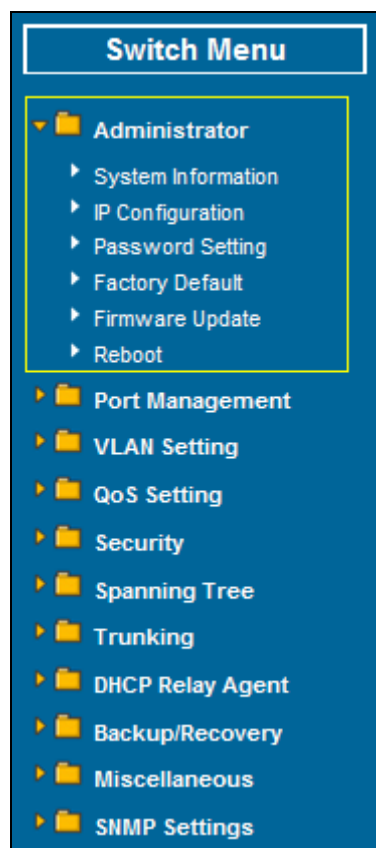 Switch Menu
Administrator
System Information
IP Configuration
Password Setting
Factory Default
Firmware Update
Reboot
Port Management
VLAN Setting
QoS Setting
Security
Spanning Tree
Trunking
DHCP Relay Agent
Backup/Recovery
Miscellaneous
SNMP Settings